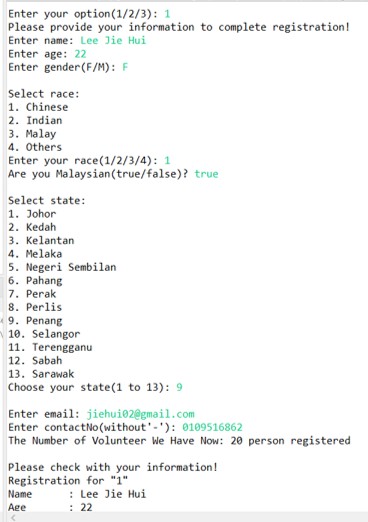 Enter your option(1/2/3): 1
Please provide your information to complete registration!
Enter name: Lee Jie Hui
Enter age: 22
Enter gender(F/M): F
Select race:
1. Chinese
2. Indian
3. Malay
4. Others
Enter your race(1/2/3/4): 1
Are you Malaysian(true/false)? true
Select state:
1. Johor
2. Kedah
3. Kelantan
4. Melaka
5. Negeri Sembilan
6. Pahang
7. Perak
8. Perlis
9. Penang
10. Selangor
11. Terengganu
12. Sabah
13. Sarawak
Choose your state(1 to 13): 9
Enter email: jiehui02@gmail.com
Enter contactNo(without'-'): 0109516862
The Number of Volunteer We Have Now: 20 person registered
Please check with your information!
Registration for "1"
Name : Lee Jie Hui
Age : 22